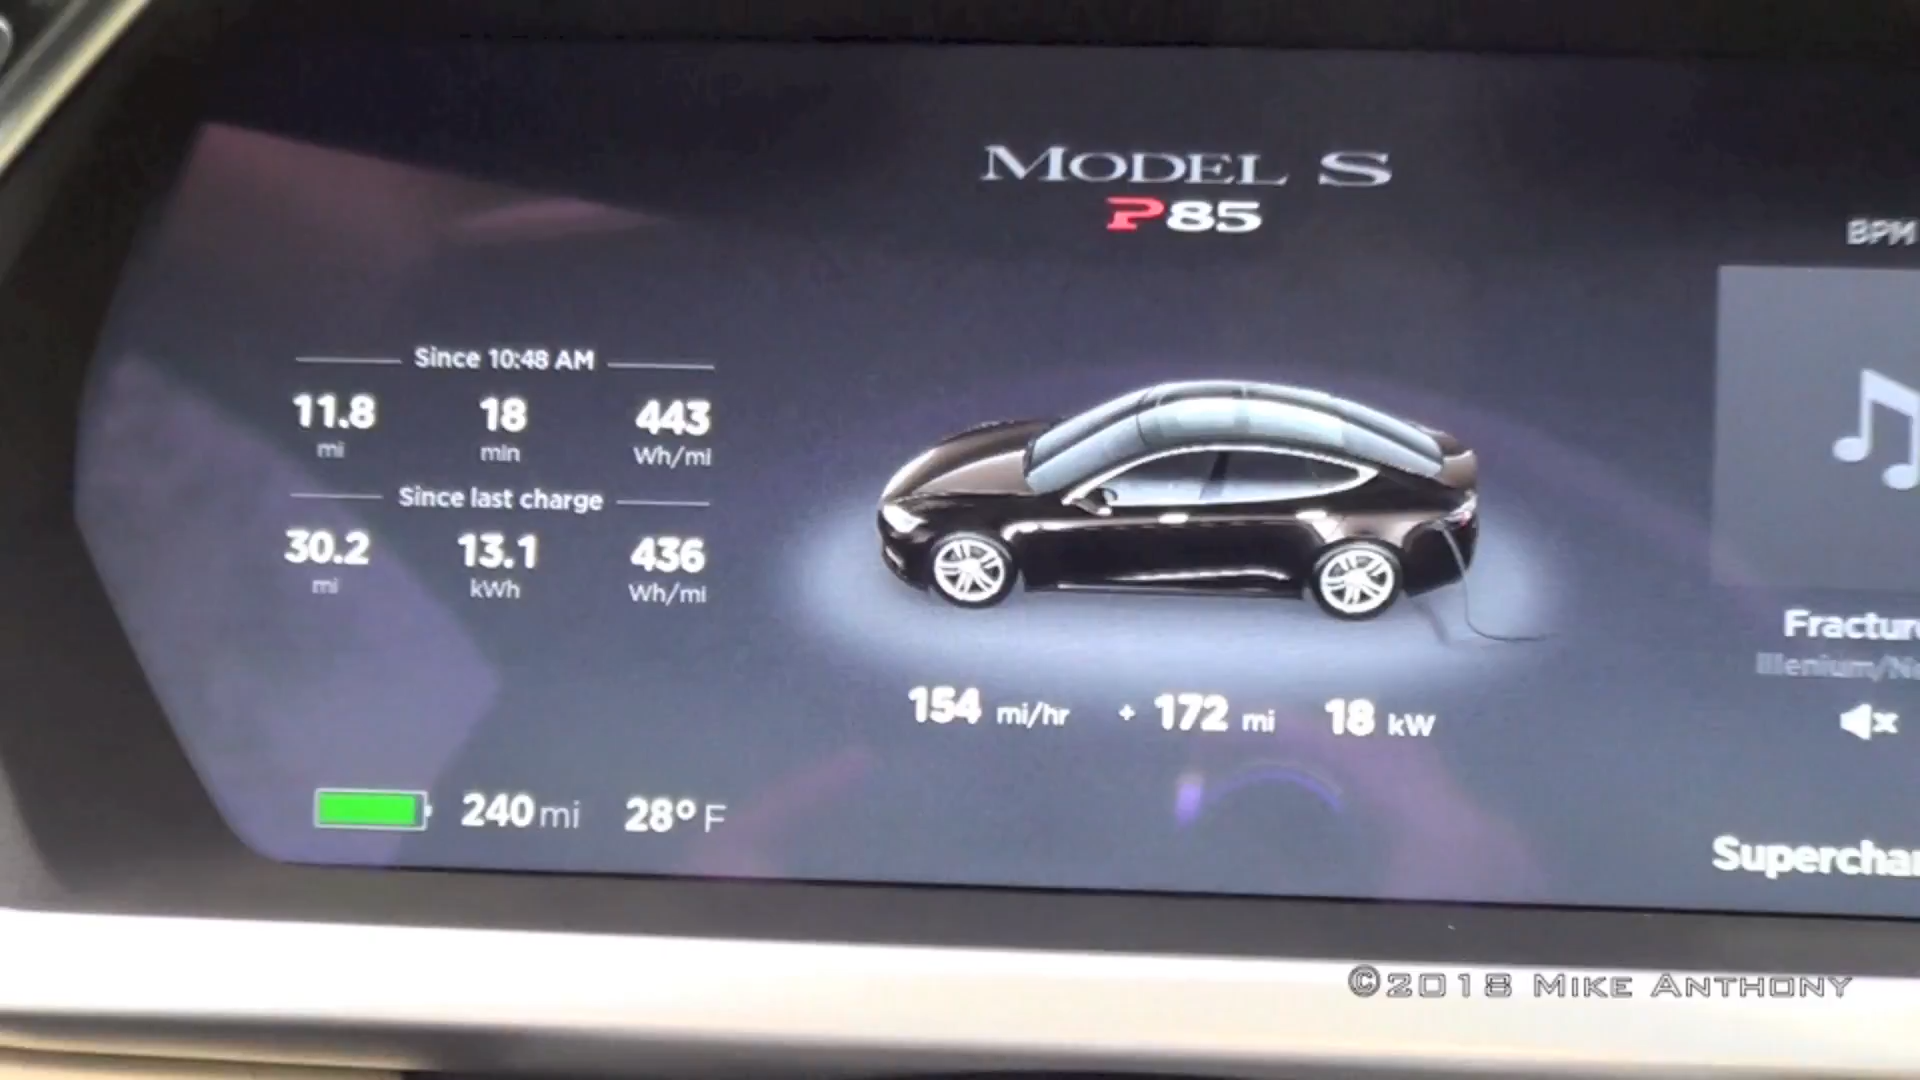 MODEL S
P85
BPM
Since 10:48 AM
11.8 18 443
mi min Wh/mi
Since last charge
30.2 13.1 436
mi kWh Wh/mi
154 mi/hr + 172 mi 18 kW
240 mi 28° F
©2018 MIKE ANTHONY